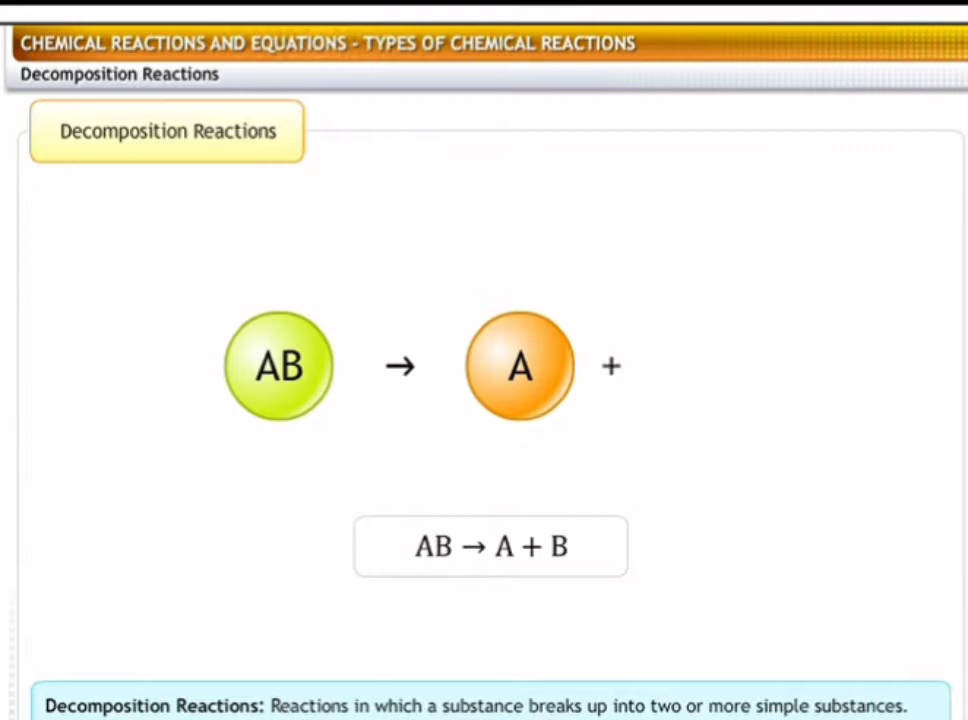 CHEMICAL REACTIONS AND EQUATIONS - TYPES OF CHEMICAL REACTIONS
Decomposition Reactions
Decomposition Reactions
AB → A +
AB → A + B
Decomposition Reactions: Reactions in which a substance breaks up into two or more simple substances.